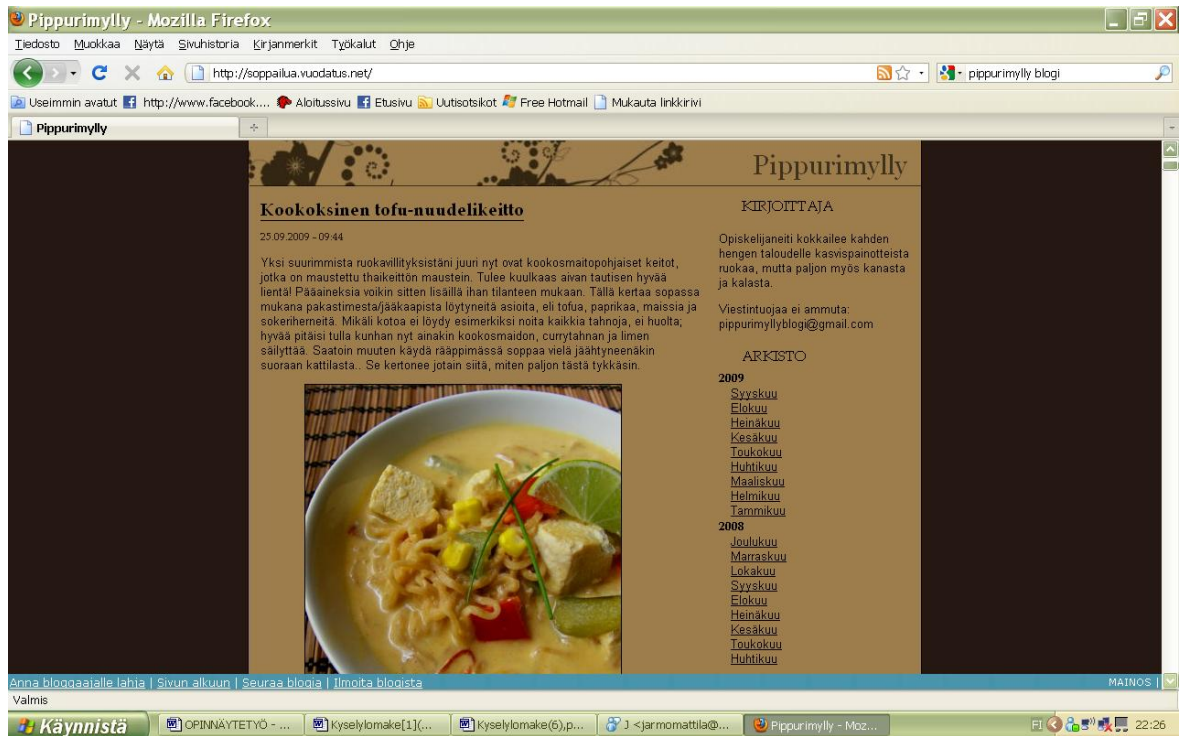 Pippurimylly - Mozilla Firefox
Tiedosto Muokkaa Näytä Sivuhistoria Kirjanmerkit Työkalut Ohje
http://soppailua.vuodatus.net/
pippurimylly blogi
Useimmin avatut http://www.facebook.... Aloitussivu Etusivu Uutisotsikot Free Hotmail Mukauta linkkirivi
Pippurimylly
Pippurimylly
Kookoksinen tofu-nuudelikeitto
25.09.2009 - 09:44
Yksi suurimmista ruokavillityksistäni juuri nyt ovat kookosmaitopohjaiset keitot,
jotka on maustettu thaikeittön maustein. Tulee kuulkaas aivan tautisen hyvää
lientä! Pääaineksia voikin sitten lisäillä ihan tilanteen mukaan. Tällä kertaa sopassa
mukana pakastimesta/jääkaapista löytyneitä asioita, eli tofua, paprikaa, maissia ja
sokeriherneitä. Mikäli kotoa ei löydy esimerkiksi noita kaikkia tahnoja, ei huolta;
hyvää pitäisi tulla kunhan nyt ainakin kookosmaidon, currytahnan ja limen
säilyttää. Saatoin muuten käydä rääppimässä soppaa vielä jäähtyneenäkin
suoraan kattilasta.. Se kertonee jotain siitä, miten paljon tästä tykkäsin.
KIRJOITTAJA
Opiskelijaneiti kokkailee kahden
hengen taloudelle kasvispainotteista
ruokaa, mutta paljon myös kanasta
ja kalasta.
Viestintuojaa ei ammuta:
pippurimyllyblogi@gmail.com
ARKISTO
2009
Syyskuu
Elokuu
Heinäkuu
Kesäkuu
Toukokuu
Huhtikuu
Maaliskuu
Helmikuu
Tammikuu
2008
Joulukuu
Marraskuu
Lokakuu
Syyskuu
Elokuu
Heinäkuu
Kesäkuu
Toukokuu
Huhtikuu
Anna bloggaajalle lahja | Sivun alkuun | Seuraa blogia | Ilmoita blogista
MAINOS |
Valmis
Käynnistä OPINNÄYTETYÖ - ... Kyselylomake[1](... Kyselylomake(6),p... J <jarmomattila@... Pippurimylly - Moz... FI 22:26